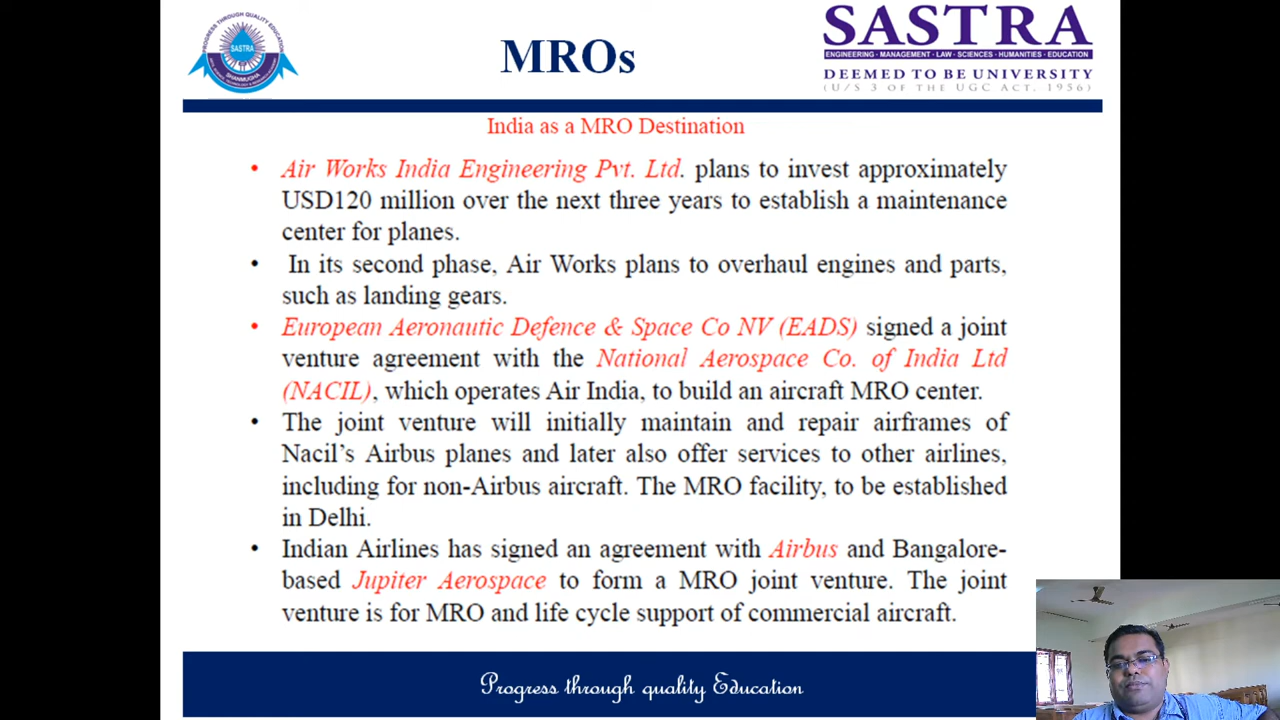 PROGRESS THROUGH QUALITY EDUCATION
SASTRA
SHANMUGHA
MROs
SASTRA
ENGINEERING · MANAGEMENT · LAW · SCIENCES · HUMANITIES · EDUCATION
DEEMED TO BE UNIVERSITY
(U/S 3 OF THE UGC ACT, 1956)
India as a MRO Destination
• Air Works India Engineering Pvt. Ltd. plans to invest approximately
USD120 million over the next three years to establish a maintenance
center for planes.
• In its second phase, Air Works plans to overhaul engines and parts,
such as landing gears.
• European Aeronautic Defence & Space Co NV (EADS) signed a joint
venture agreement with the National Aerospace Co. of India Ltd
(NACIL), which operates Air India, to build an aircraft MRO center.
• The joint venture will initially maintain and repair airframes of
Nacil’s Airbus planes and later also offer services to other airlines,
including for non-Airbus aircraft. The MRO facility, to be established
in Delhi.
• Indian Airlines has signed an agreement with Airbus and Bangalore-
based Jupiter Aerospace to form a MRO joint venture. The joint
venture is for MRO and life cycle support of commercial aircraft.
Progress through quality Education